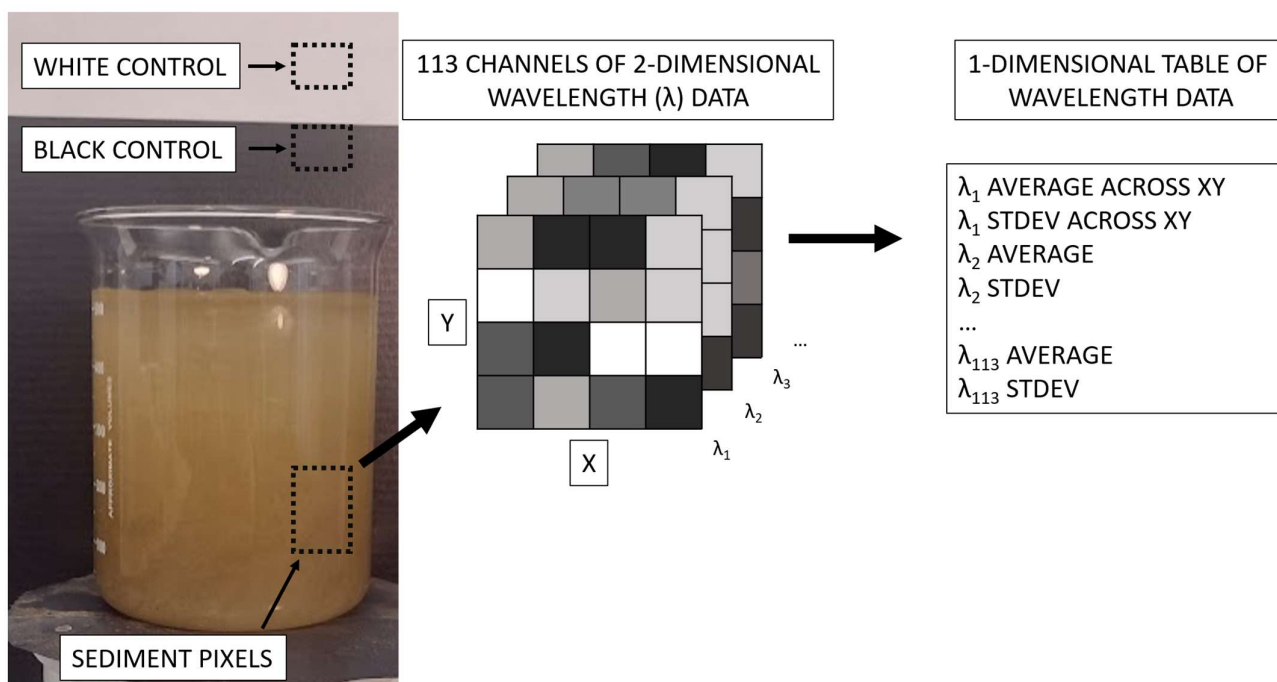 WHITE CONTROL
BLACK CONTROL
APPROXIMATE VOLUMES
SEDIMENT PIXELS
113 CHANNELS OF 2-DIMENSIONAL
WAVELENGTH (λ) DATA
Y
X
λ₁
λ₂
λ₃
...
1-DIMENSIONAL TABLE OF
WAVELENGTH DATA
λ₁ AVERAGE ACROSS XY
λ₁ STDEV ACROSS XY
λ₂ AVERAGE
λ₂ STDEV
...
λ₁₁₃ AVERAGE
λ₁₁₃ STDEV